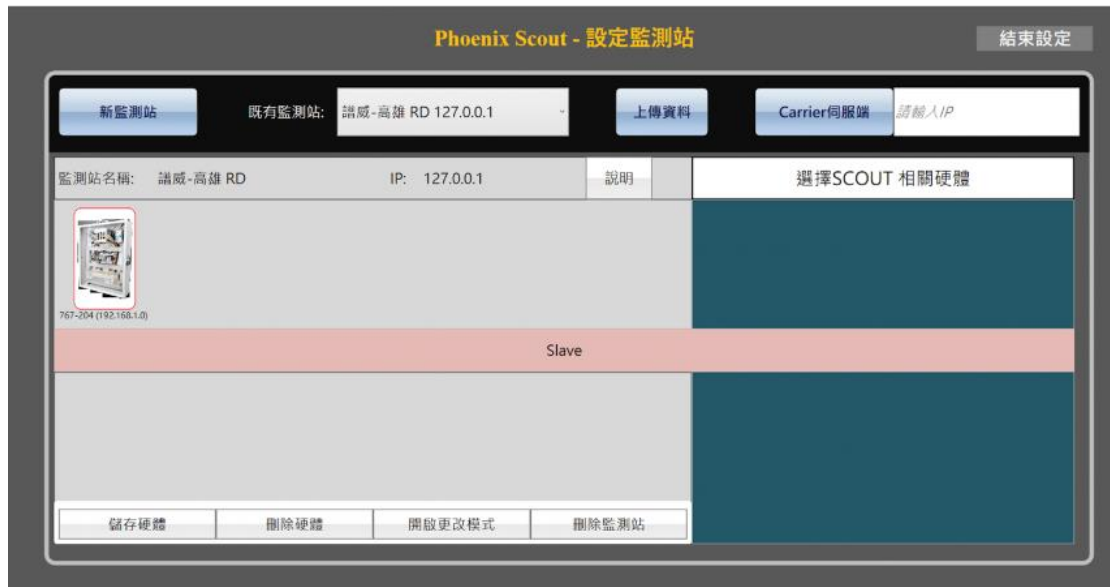 Phoenix Scout - 設定監測站
結束設定
新監測站
既有監測站: 譜威-高雄 RD 127.0.0.1
上傳資料
Carrier伺服端
請輸入IP
監測站名稱: 譜威-高雄 RD
IP: 127.0.0.1
說明
選擇SCOUT 相關硬體
767-204 (192.168.1.0)
Slave
儲存硬體
刪除硬體
開啟更改模式
刪除監測站